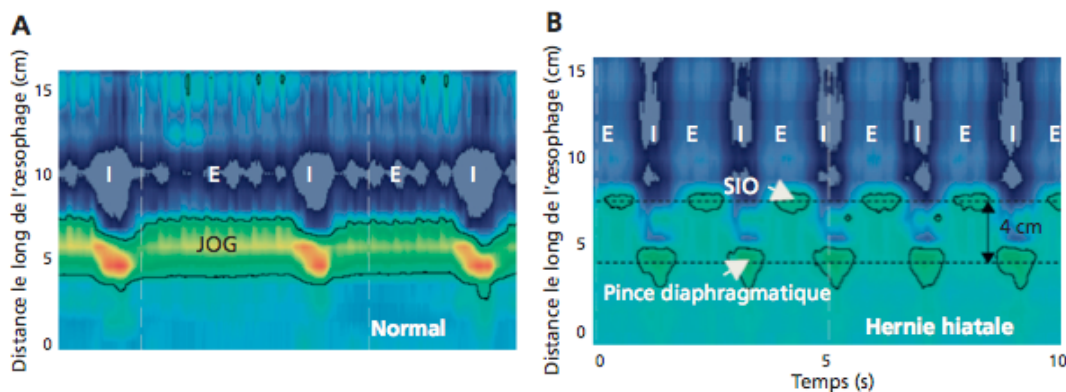 A
Distance le long de l'œsophage (cm)
15
10
5
0
I
E
I
E
I
JOG
Normal
B
Distance le long de l'œsophage (cm)
15
10
5
0
E
I
E
I
E
I
E
I
E
I
E
SIO
4 cm
Pince diaphragmatique
Hernie hiatale
0
5
10
Temps (s)